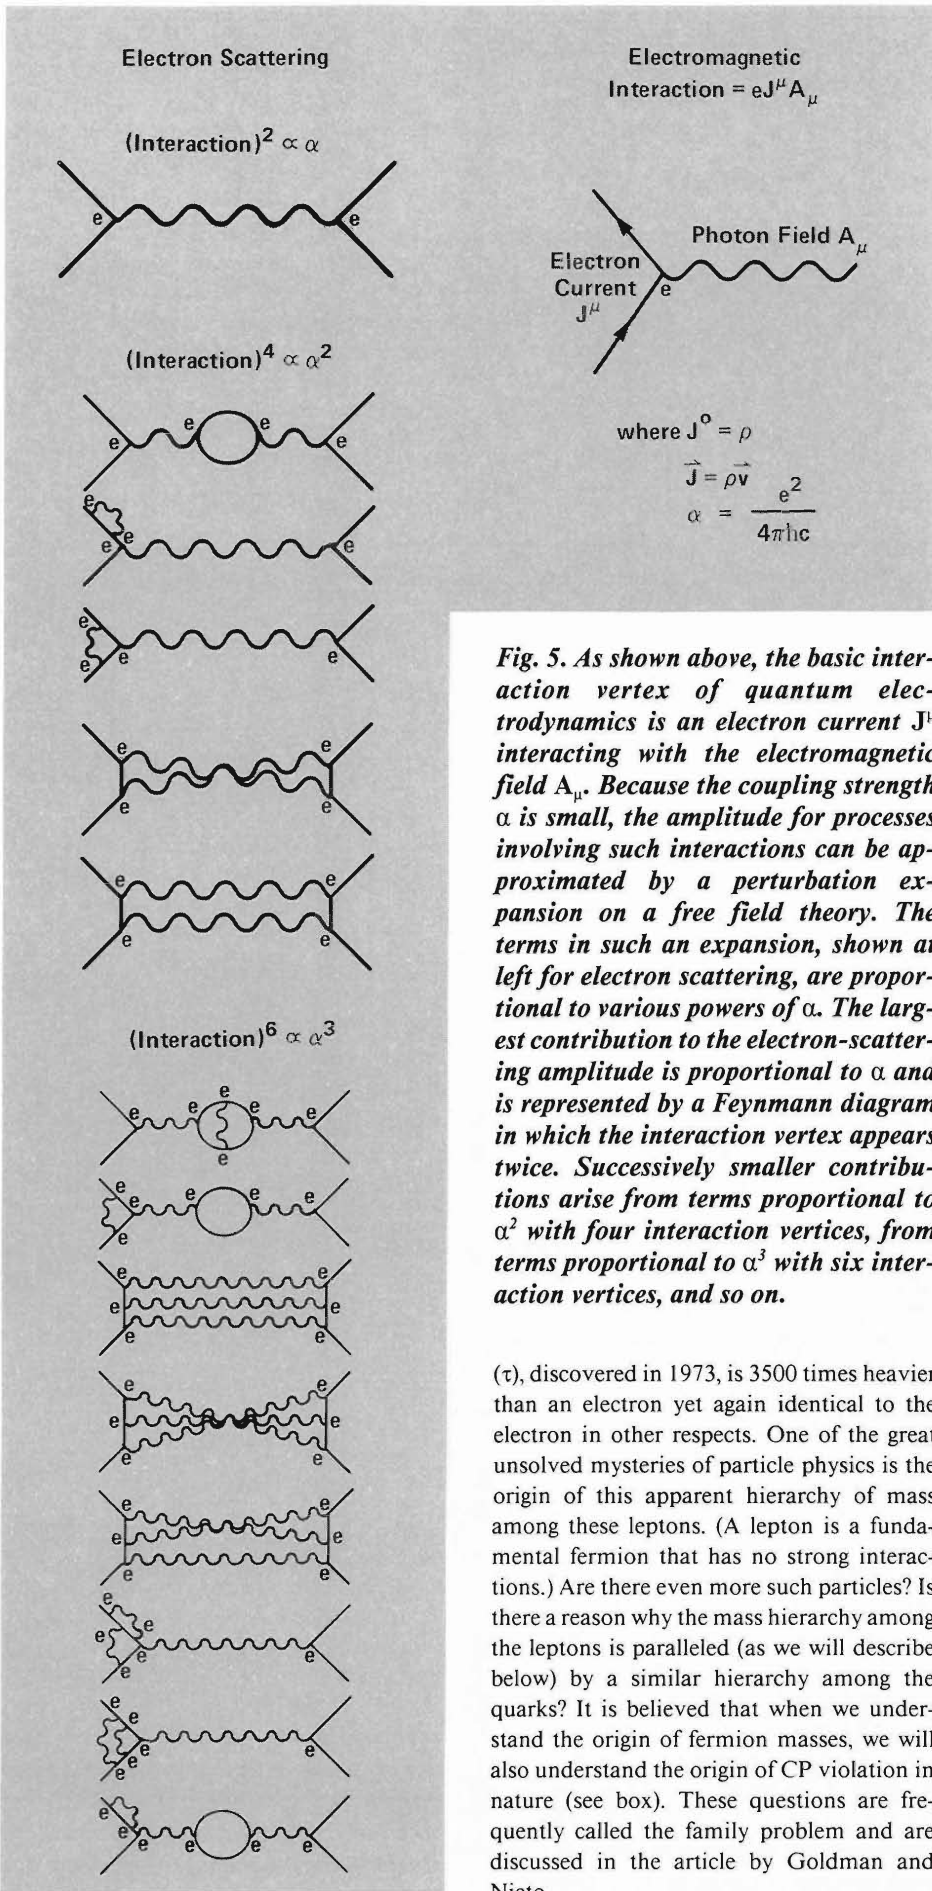 Electron Scattering
(Interaction)² ∝ α
e e
(Interaction)⁴ ∝ α²
e e e e
e
e e e
e
e e e
e e
e e
e e
e e
(Interaction)⁶ ∝ α³
e
e e e e
e
e e e e
e
e e
e e
e e
e e
e e
e e
e e
e e
e e
e
e e
e e
e
e e
e
e e
e e
e e
e e e e
Electromagnetic
Interaction = eJ^μ A_μ
Photon Field A_μ
Electron
Current e
J^μ
where J⁰ = ρ
J⃗ = ρv⃗
α = e² / 4πħc
Fig. 5. As shown above, the basic inter-
action vertex of quantum elec-
trodynamics is an electron current J
interacting with the electromagnetic
field A_μ. Because the coupling strength
α is small, the amplitude for processes
involving such interactions can be ap-
proximated by a perturbation ex-
pansion on a free field theory. The
terms in such an expansion, shown at
left for electron scattering, are propor-
tional to various powers of α. The larg-
est contribution to the electron-scatter-
ing amplitude is proportional to α and
is represented by a Feynmann diagram
in which the interaction vertex appears
twice. Successively smaller contribu-
tions arise from terms proportional to
α² with four interaction vertices, from
terms proportional to α³ with six inter-
action vertices, and so on.
(τ), discovered in 1973, is 3500 times heavier
than an electron yet again identical to the
electron in other respects. One of the great
unsolved mysteries of particle physics is the
origin of this apparent hierarchy of mass
among these leptons. (A lepton is a funda-
mental fermion that has no strong interac-
tions.) Are there even more such particles? Is
there a reason why the mass hierarchy among
the leptons is paralleled (as we will describe
below) by a similar hierarchy among the
quarks? It is believed that when we under-
stand the origin of fermion masses, we will
also understand the origin of CP violation in
nature (see box). These questions are fre-
quently called the family problem and are
discussed in the article by Goldman and